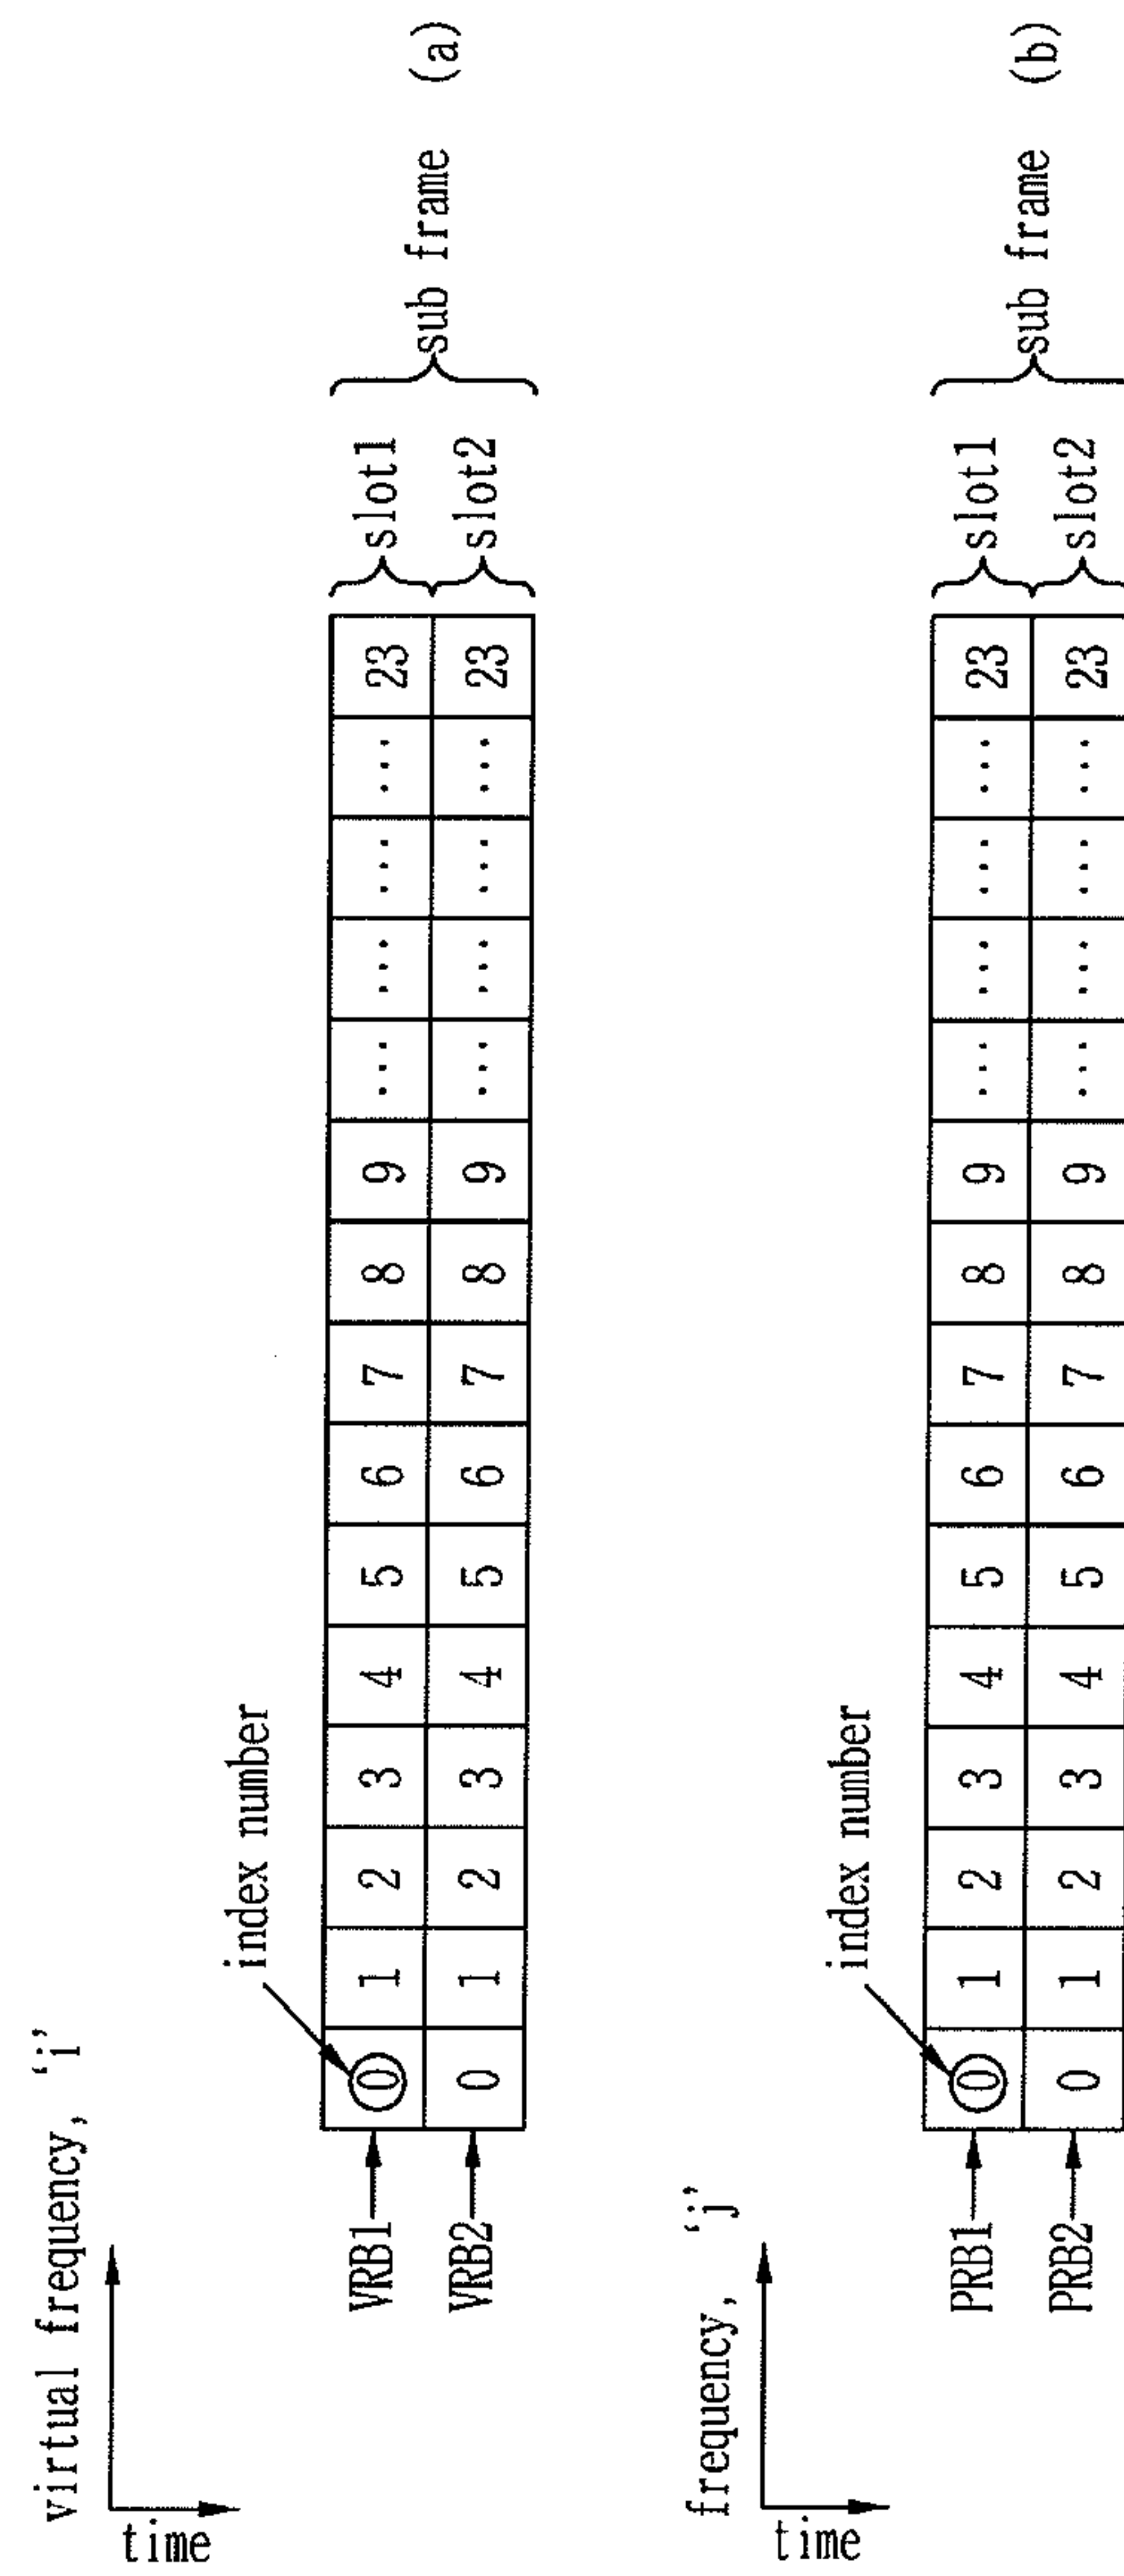 virtual frequency, 'i'
time
index number
VRB1 0 1 2 3 4 5 6 7 8 9 ... ... ... ... 23 slot1
VRB2 0 1 2 3 4 5 6 7 8 9 ... ... ... ... 23 slot2
sub frame (a)
frequency, 'j'
time
index number
PRB1 0 1 2 3 4 5 6 7 8 9 ... ... ... ... 23 slot1
PRB2 0 1 2 3 4 5 6 7 8 9 ... ... ... ... 23 slot2
sub frame (b)